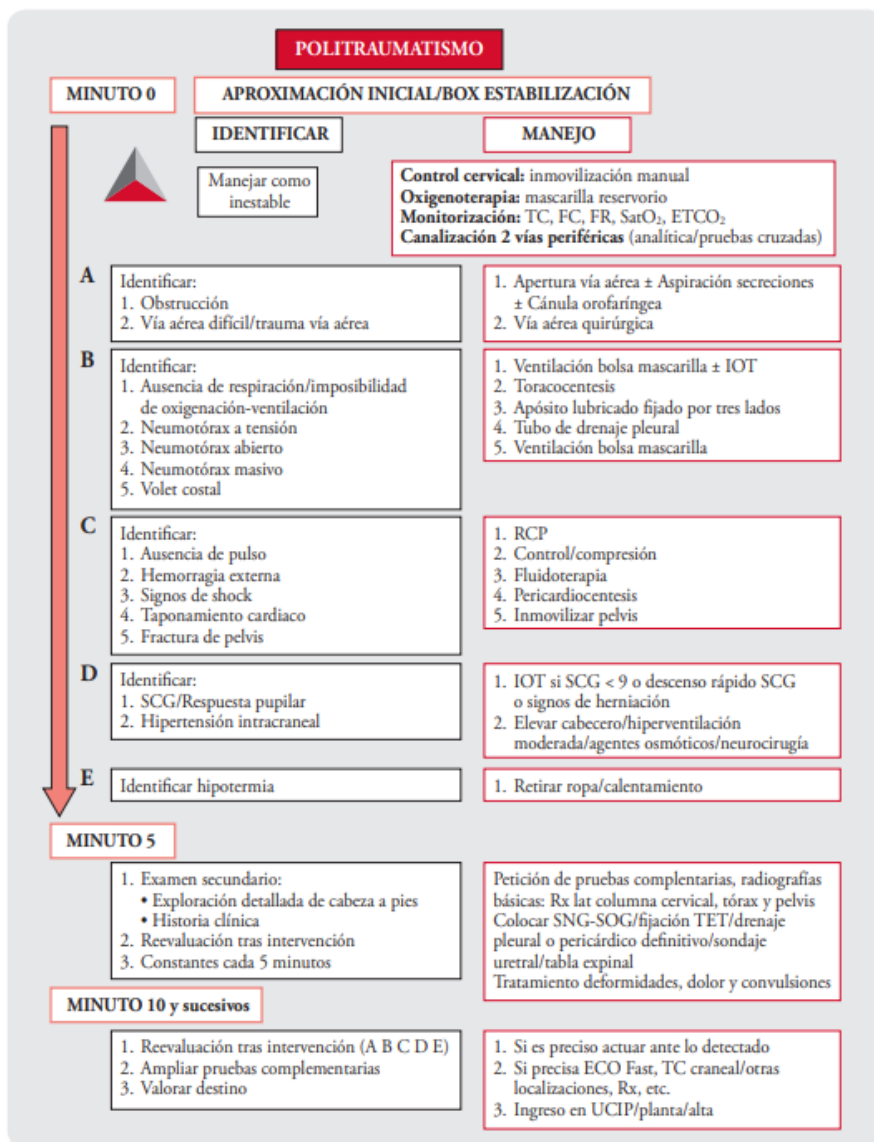 POLITRAUMATISMO
MINUTO 0
APROXIMACIÓN INICIAL/BOX ESTABILIZACIÓN
IDENTIFICAR
MANEJO
Manejar como
inestable
Control cervical: inmovilización manual
Oxigenoterapia: mascarilla reservorio
Monitorización: TC, FC, FR, SatO₂, ETCO₂
Canalización 2 vías periféricas (analítica/pruebas cruzadas)
A
Identificar:
1. Obstrucción
2. Vía aérea difícil/trauma vía aérea
1. Apertura vía aérea ± Aspiración secreciones
± Cánula orofaríngea
2. Vía aérea quirúrgica
B
Identificar:
1. Ausencia de respiración/imposibilidad
de oxigenación-ventilación
2. Neumotórax a tensión
3. Neumotórax abierto
4. Neumotórax masivo
5. Volet costal
1. Ventilación bolsa mascarilla ± IOT
2. Toracocentesis
3. Apósito lubricado fijado por tres lados
4. Tubo de drenaje pleural
5. Ventilación bolsa mascarilla
C
Identificar:
1. Ausencia de pulso
2. Hemorragia externa
3. Signos de shock
4. Taponamiento cardiaco
5. Fractura de pelvis
1. RCP
2. Control/compresión
3. Fluidoterapia
4. Pericardiocentesis
5. Inmovilizar pelvis
D
Identificar:
1. SCG/Respuesta pupilar
2. Hipertensión intracraneal
1. IOT si SCG < 9 o descenso rápido SCG
o signos de herniación
2. Elevar cabecero/hiperventilación
moderada/agentes osmóticos/neurocirugía
E
Identificar hipotermia
1. Retirar ropa/calentamiento
MINUTO 5
1. Examen secundario:
• Exploración detallada de cabeza a pies
• Historia clínica
2. Reevaluación tras intervención
3. Constantes cada 5 minutos
Petición de pruebas complentarias, radiografías
básicas: Rx lat columna cervical, tórax y pelvis
Colocar SNG-SOG/fijación TET/drenaje
pleural o pericárdico definitivo/sondaje
uretral/tabla expinal
Tratamiento deformidades, dolor y convulsiones
MINUTO 10 y sucesivos
1. Reevaluación tras intervención (A B C D E)
2. Ampliar pruebas complementarias
3. Valorar destino
1. Si es preciso actuar ante lo detectado
2. Si precisa ECO Fast, TC craneal/otras
localizaciones, Rx, etc.
3. Ingreso en UCIP/planta/alta